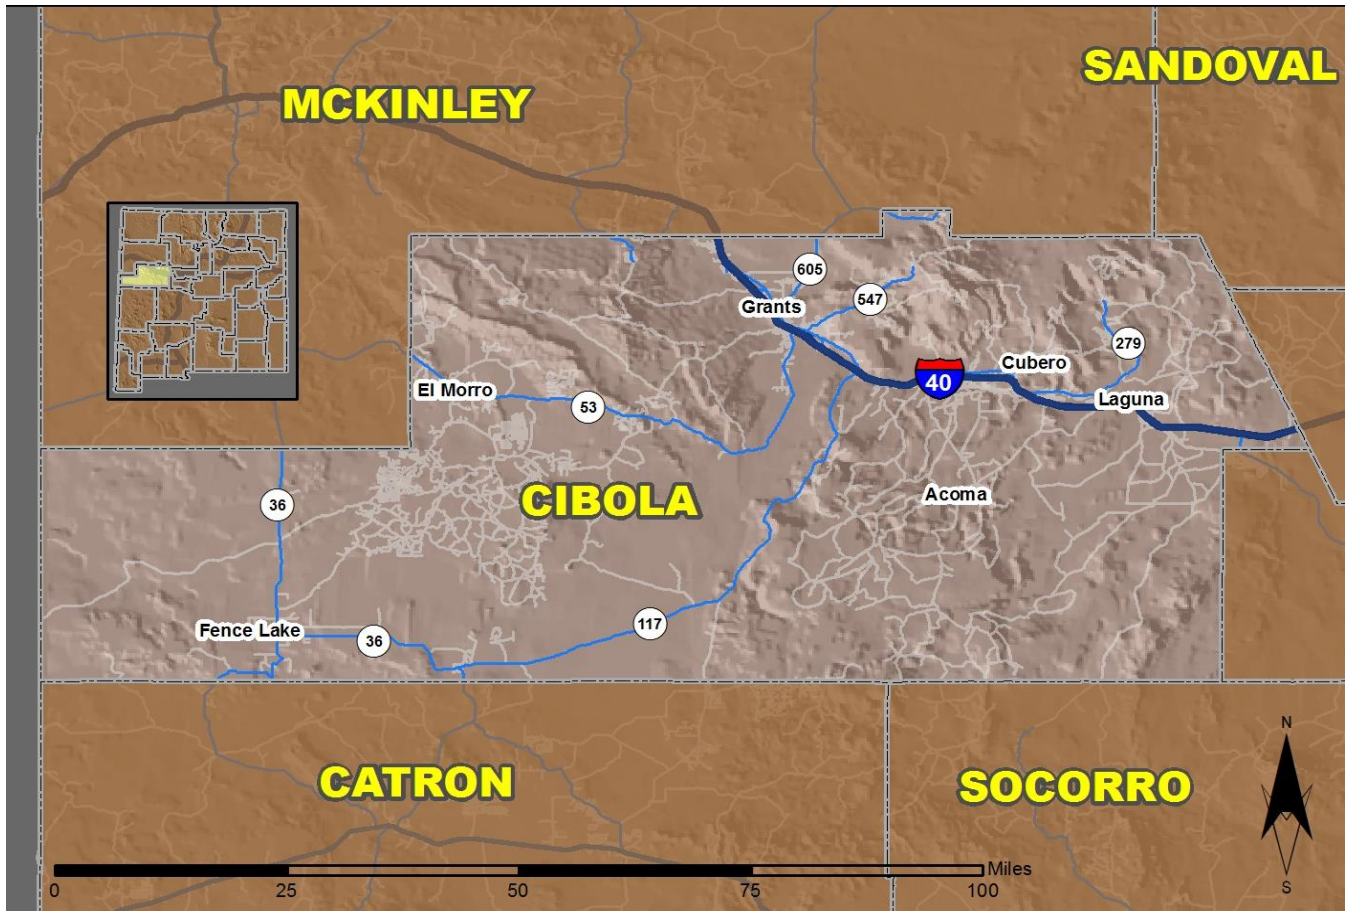 SANDOVAL
MCKINLEY
605
547
Grants
279
Cubero
40
El Morro
53
Laguna
CIBOLA
Acoma
36
117
Fence Lake
36
N
CATRON
SOCORRO
Miles
0 25 50 75 100
S